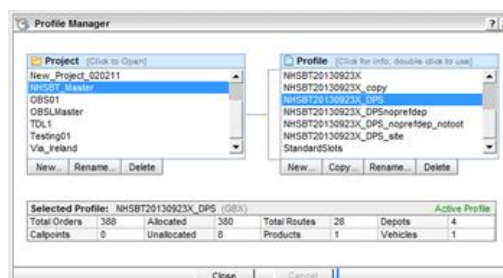 Profile Manager
?
Project [Click to Open]
New_Project_020211
NHSBT_Master
OBS01
OBSLMaster
TDL1
Testing01
Via_Ireland
New... Rename... Delete
Profile [Click for info, double click to use]
NHSBT20130923X
NHSBT20130923X_copy
NHSBT20130923X_DPS
NHSBT20130923X_DPSnoprefdep
NHSBT20130923X_DPS_noprefdep_notoot
NHSBT20130923X_DPS_site
StandardSlots
New... Copy... Rename... Delete
Selected Profile: NHSBT20130923X_DPS (GBX) Active Profile
Total Orders 388 Allocated 380 Total Routes 28 Depots 4
Callpoints 0 Unallocated 8 Products 1 Vehicles 1
Close Cancel